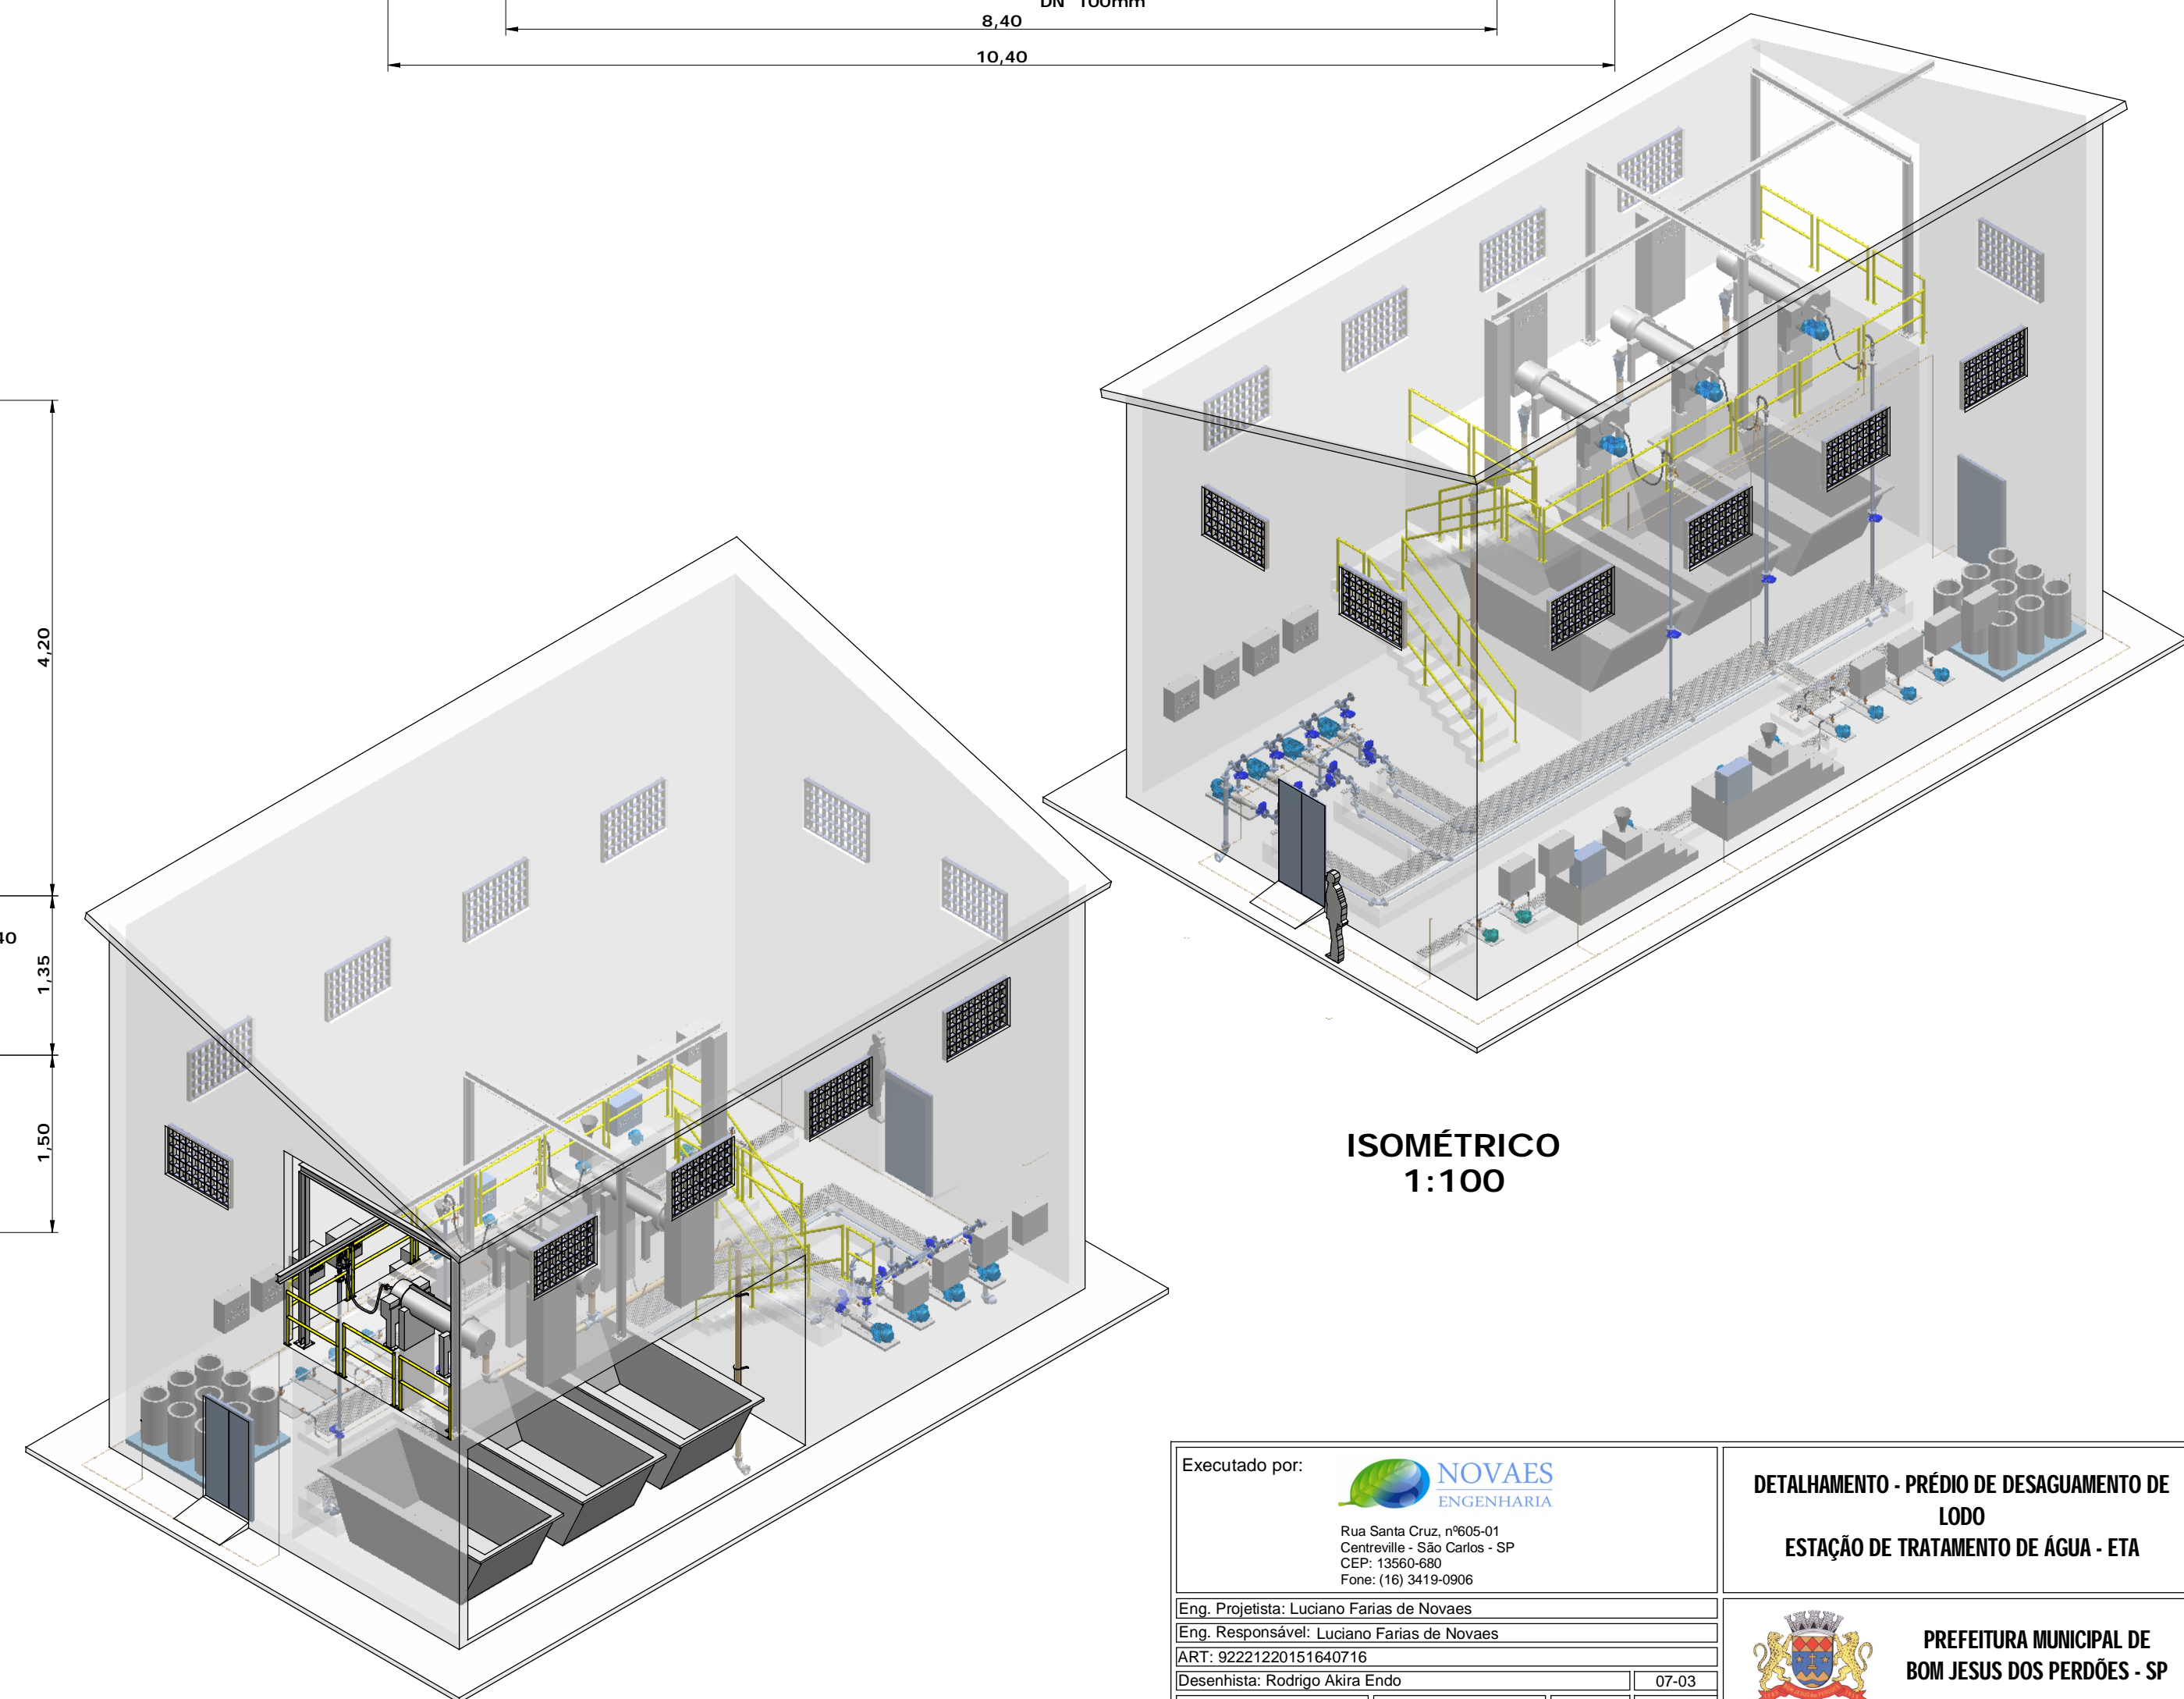 DN 100mm
8,40
10,40
4,20
1,35
1,50
ISOMÉTRICO
1:100
Executado por:
NOVAES
ENGENHARIA
Rua Santa Cruz, nº605-01
Centreville - São Carlos - SP
CEP: 13560-680
Fone: (16) 3419-0906
DETALHAMENTO - PRÉDIO DE DESAGUAMENTO DE
LODO
ESTAÇÃO DE TRATAMENTO DE ÁGUA - ETA
Eng. Projetista: Luciano Farias de Novaes
Eng. Responsável: Luciano Farias de Novaes
ART: 92221220151640716
Desenhista: Rodrigo Akira Endo
07-03
PREFEITURA MUNICIPAL DE
BOM JESUS DOS PERDÕES - SP